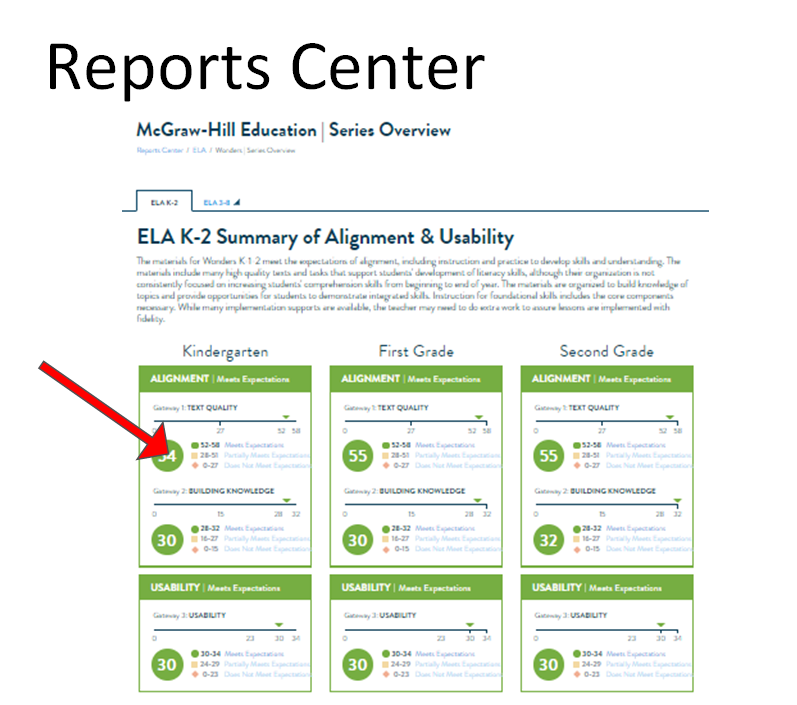 Reports Center
McGraw-Hill Education | Series Overview
Reports Center / ELA / Wonders | Series Overview
ELA K-2
ELA 3-8
ELA K-2 Summary of Alignment & Usability
The materials for Wonders K-1-2 meet the expectations of alignment, including instruction and practice to develop skills and understanding. The
materials include many high quality texts and tasks that support students' development of literacy skills, although their organization is not
consistently focused on increasing students' comprehension skills from beginning to end of year. The materials are organized to build knowledge of
topics and provide opportunities for students to demonstrate integrated skills. Instruction for foundational skills includes the core components
necessary. While many implementation supports are available, the teacher may need to do extra work to assure lessons are implemented with
fidelity.
Kindergarten
ALIGNMENT | Meets Expectations
Gateway 1: TEXT QUALITY
0 27 52 58
54
52-58 Meets Expectations
28-51 Partially Meets Expectations
0-27 Does Not Meet Expectations
Gateway 2: BUILDING KNOWLEDGE
0 15 28 32
30
28-32 Meets Expectations
16-27 Partially Meets Expectations
0-15 Does Not Meet Expectations
USABILITY | Meets Expectations
Gateway 3: USABILITY
0 23 30 34
30
30-34 Meets Expectations
24-29 Partially Meets Expectations
0-23 Does Not Meet Expectations
First Grade
ALIGNMENT | Meets Expectations
Gateway 1: TEXT QUALITY
0 27 52 58
55
52-58 Meets Expectations
28-51 Partially Meets Expectations
0-27 Does Not Meet Expectations
Gateway 2: BUILDING KNOWLEDGE
0 15 28 32
30
28-32 Meets Expectations
16-27 Partially Meets Expectations
0-15 Does Not Meet Expectations
USABILITY | Meets Expectations
Gateway 3: USABILITY
0 23 30 34
30
30-34 Meets Expectations
24-29 Partially Meets Expectations
0-23 Does Not Meet Expectations
Second Grade
ALIGNMENT | Meets Expectations
Gateway 1: TEXT QUALITY
0 27 52 58
55
52-58 Meets Expectations
28-51 Partially Meets Expectations
0-27 Does Not Meet Expectations
Gateway 2: BUILDING KNOWLEDGE
0 15 28 32
32
28-32 Meets Expectations
16-27 Partially Meets Expectations
0-15 Does Not Meet Expectations
USABILITY | Meets Expectations
Gateway 3: USABILITY
0 23 30 34
30
30-34 Meets Expectations
24-29 Partially Meets Expectations
0-23 Does Not Meet Expectations